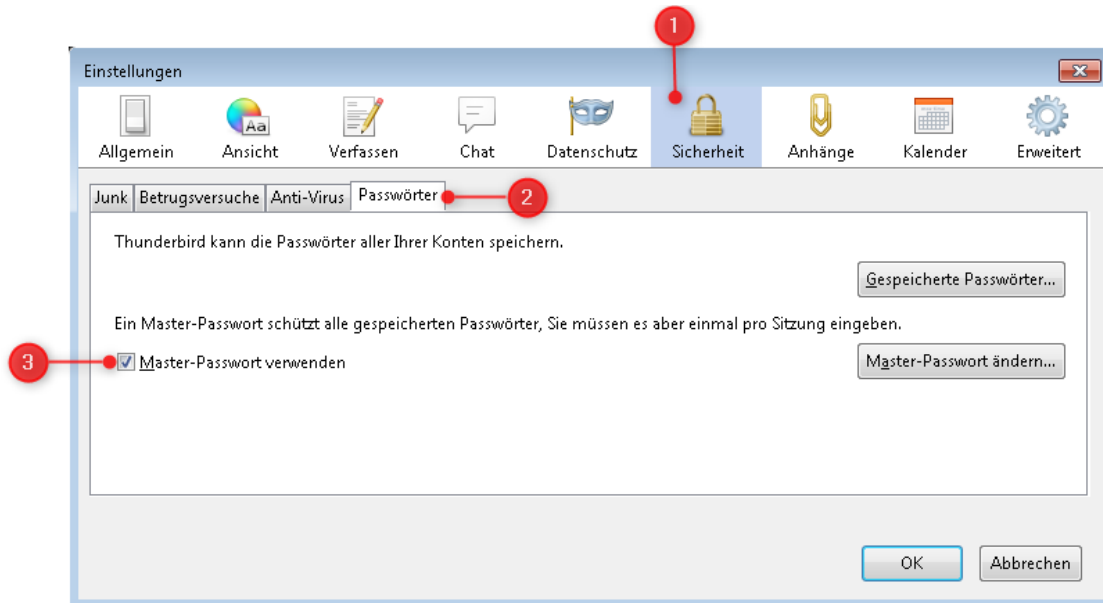 1
Einstellungen
Aa
Allgemein Ansicht Verfassen Chat Datenschutz Sicherheit Anhänge Kalender Erweitert
Junk Betrugsversuche Anti-Virus Passwörter 2
Thunderbird kann die Passwörter aller Ihrer Konten speichern.
Gespeicherte Passwörter...
Ein Master-Passwort schützt alle gespeicherten Passwörter, Sie müssen es aber einmal pro Sitzung eingeben.
3 Master-Passwort verwenden Master-Passwort ändern...
OK Abbrechen